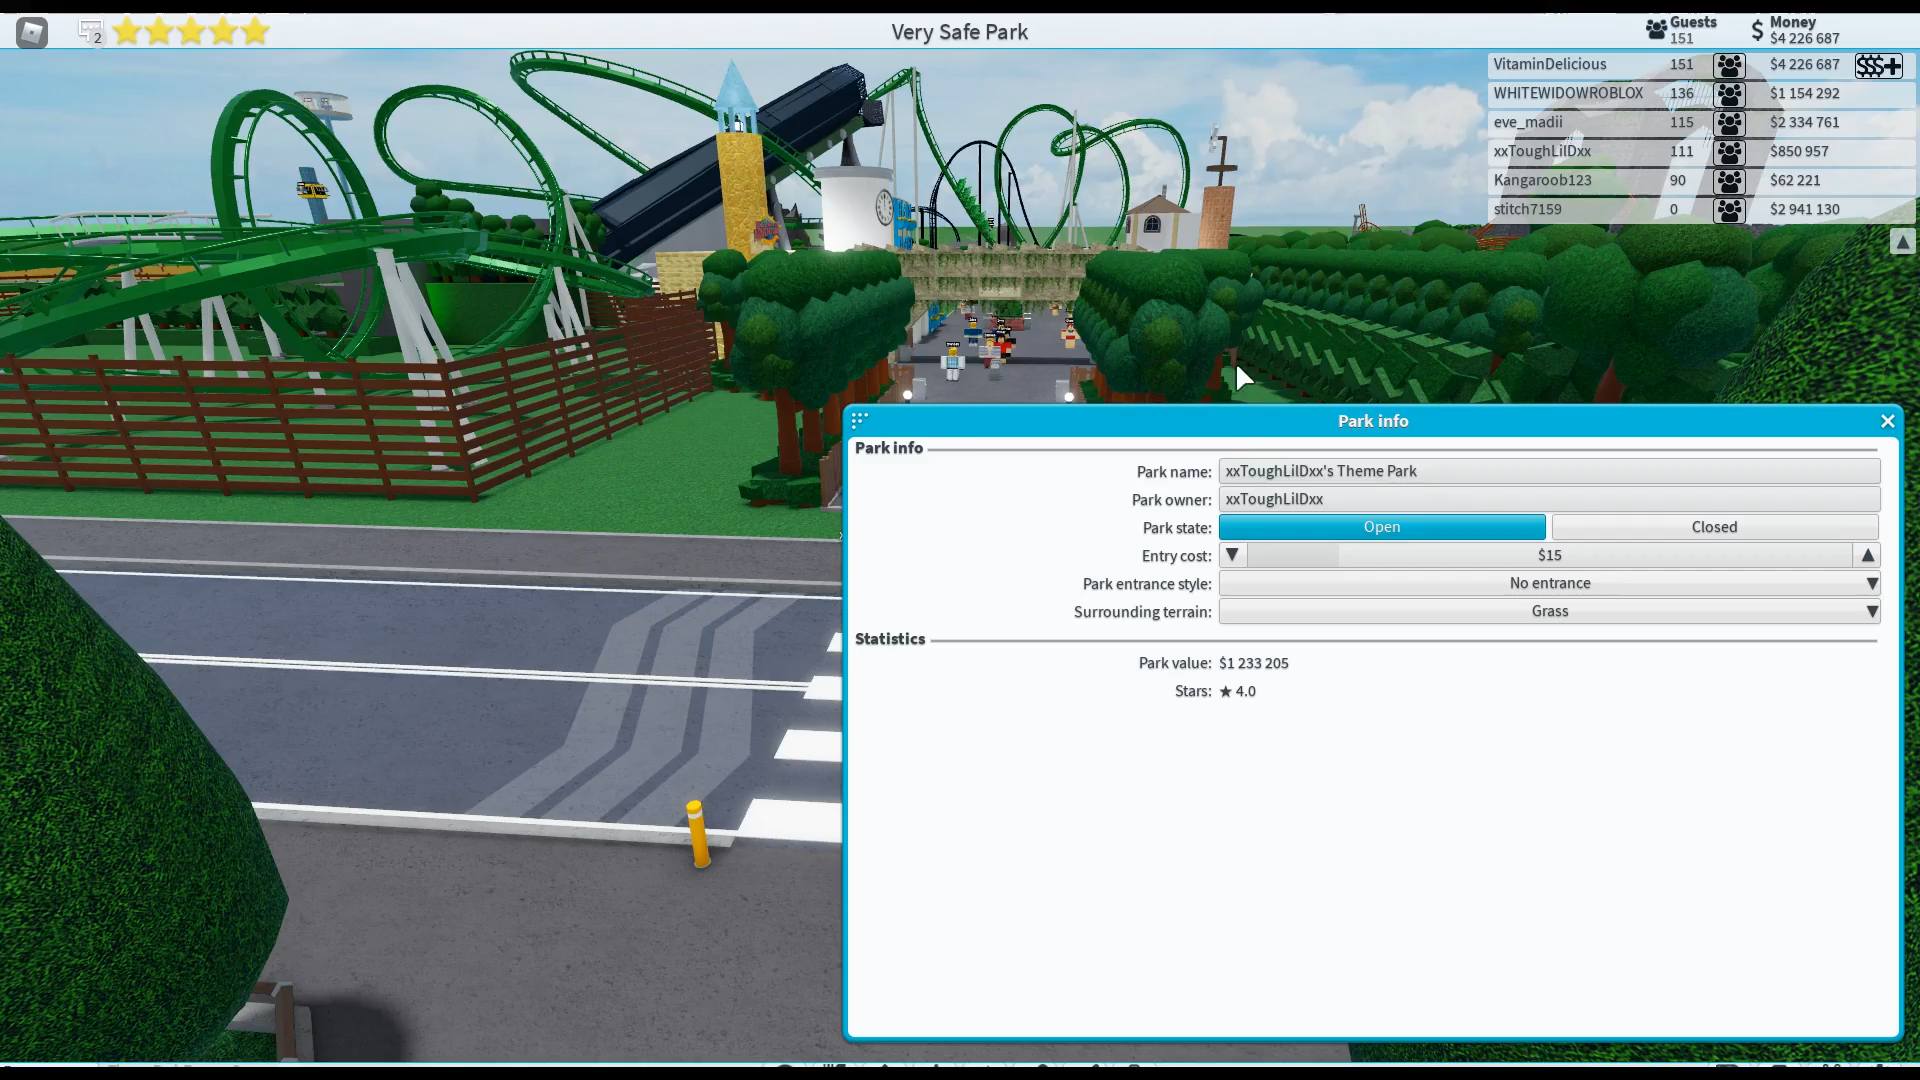 2
Very Safe Park
Guests
151
$
Money
$4 226 687
VitaminDelicious 151 $4 226 687 $$$+
WHITEWIDOWROBLOX 136 $1 154 292
eve_madii 115 $2 334 761
xxToughLilDxx 111 $850 957
Kangaroob123 90 $62 221
stitch7159 0 $2 941 130
Park info
Park info
Park name: xxToughLilDxx's Theme Park
Park owner: xxToughLilDxx
Park state: Open Closed
Entry cost: $15
Park entrance style: No entrance
Surrounding terrain: Grass
Statistics
Park value: $1 233 205
Stars: ★ 4.0